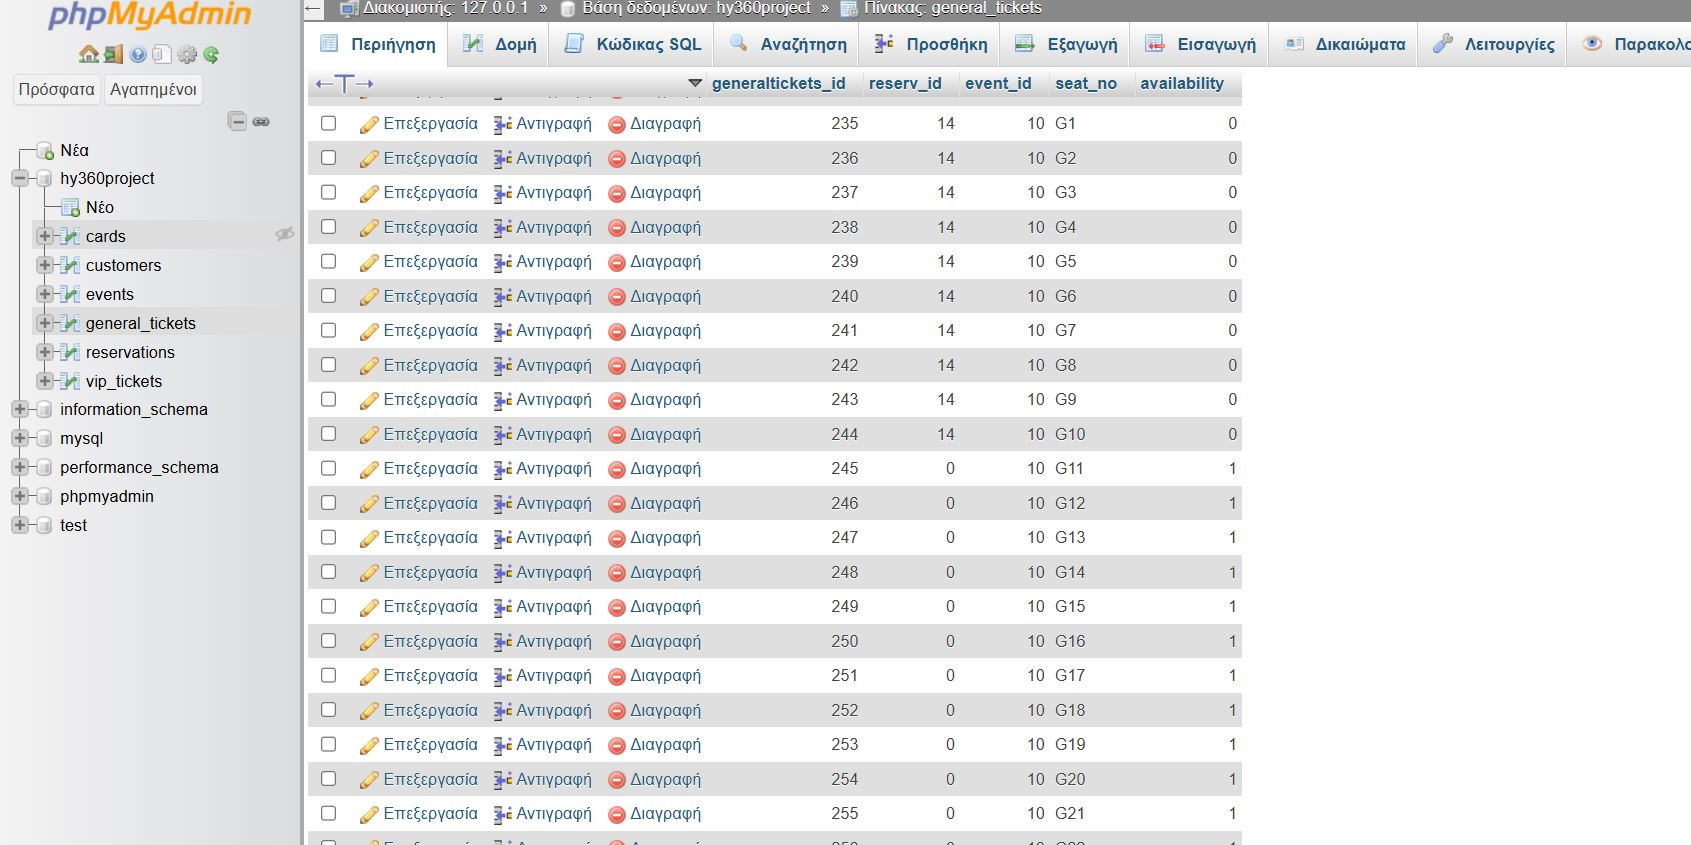 phpMyAdmin
Πρόσφατα Αγαπημένοι
Νέα
hy360project
Νέο
cards
customers
events
general_tickets
reservations
vip_tickets
information_schema
mysql
performance_schema
phpmyadmin
test
Διακομιστής: 127.0.0.1 » Βάση δεδομένων: hy360project » Πίνακας: general_tickets
Περιήγηση Δομή Κώδικας SQL Αναζήτηση Προσθήκη Εξαγωγή Εισαγωγή Δικαιώματα Λειτουργίες Παρακολο
←T→ generaltickets_id reserv_id event_id seat_no availability
Επεξεργασία Αντιγραφή Διαγραφή 235 14 10 G1 0
Επεξεργασία Αντιγραφή Διαγραφή 236 14 10 G2 0
Επεξεργασία Αντιγραφή Διαγραφή 237 14 10 G3 0
Επεξεργασία Αντιγραφή Διαγραφή 238 14 10 G4 0
Επεξεργασία Αντιγραφή Διαγραφή 239 14 10 G5 0
Επεξεργασία Αντιγραφή Διαγραφή 240 14 10 G6 0
Επεξεργασία Αντιγραφή Διαγραφή 241 14 10 G7 0
Επεξεργασία Αντιγραφή Διαγραφή 242 14 10 G8 0
Επεξεργασία Αντιγραφή Διαγραφή 243 14 10 G9 0
Επεξεργασία Αντιγραφή Διαγραφή 244 14 10 G10 0
Επεξεργασία Αντιγραφή Διαγραφή 245 0 10 G11 1
Επεξεργασία Αντιγραφή Διαγραφή 246 0 10 G12 1
Επεξεργασία Αντιγραφή Διαγραφή 247 0 10 G13 1
Επεξεργασία Αντιγραφή Διαγραφή 248 0 10 G14 1
Επεξεργασία Αντιγραφή Διαγραφή 249 0 10 G15 1
Επεξεργασία Αντιγραφή Διαγραφή 250 0 10 G16 1
Επεξεργασία Αντιγραφή Διαγραφή 251 0 10 G17 1
Επεξεργασία Αντιγραφή Διαγραφή 252 0 10 G18 1
Επεξεργασία Αντιγραφή Διαγραφή 253 0 10 G19 1
Επεξεργασία Αντιγραφή Διαγραφή 254 0 10 G20 1
Επεξεργασία Αντιγραφή Διαγραφή 255 0 10 G21 1